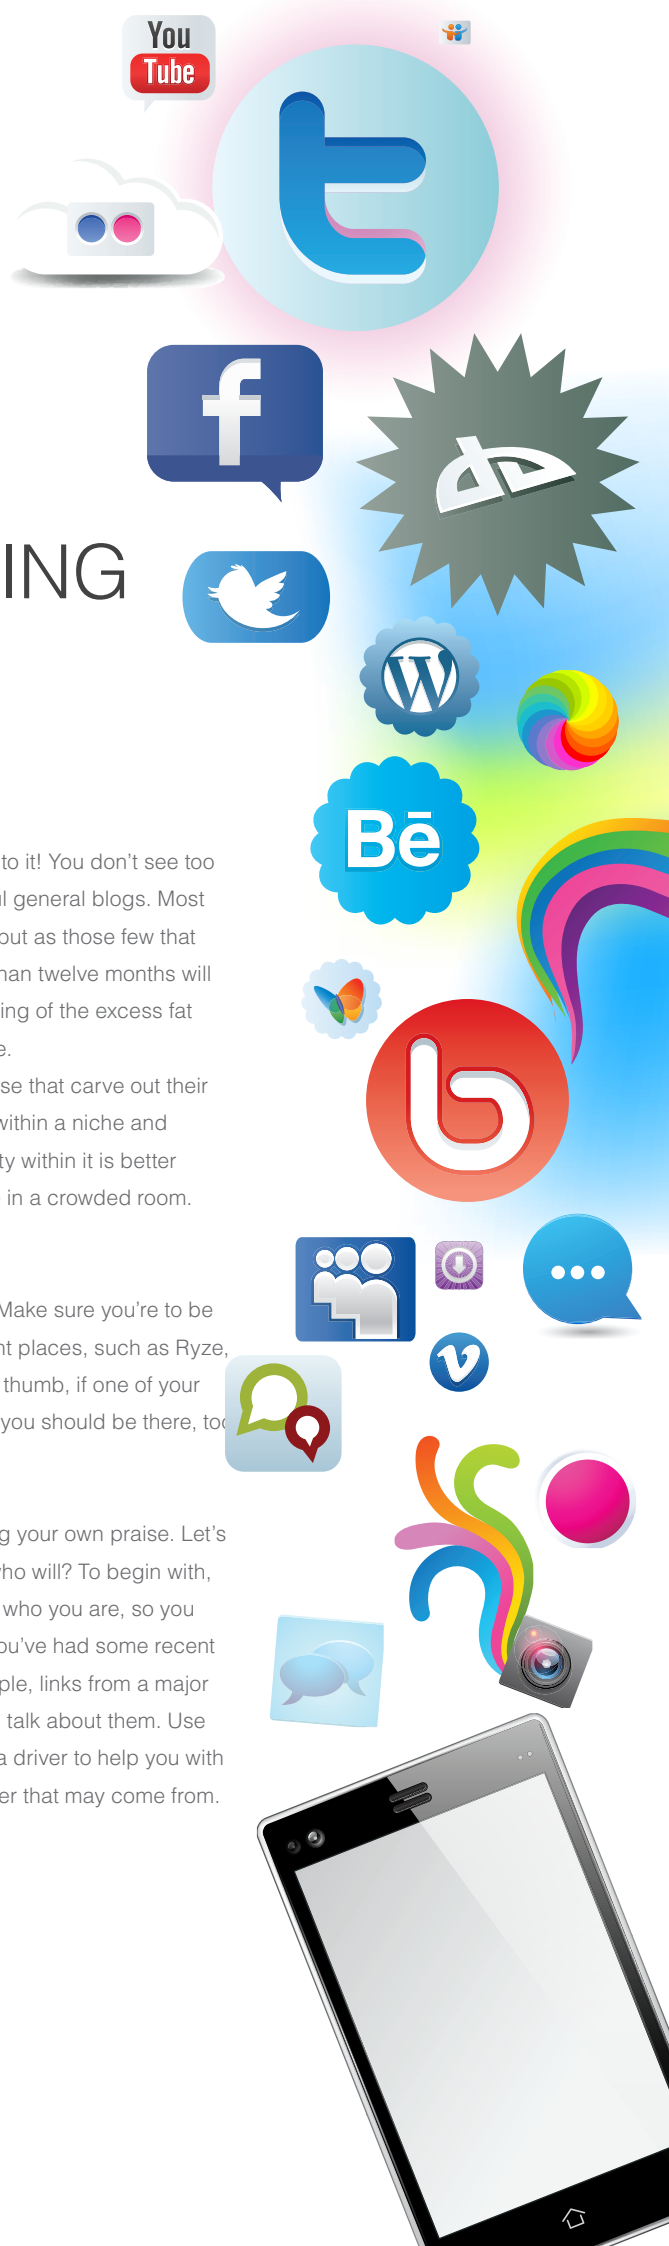 You
Tube
ING
Bē
to it! You don't see too
general blogs. Most
but as those few that
than twelve months will
ing of the excess fat
e.
se that carve out their
within a niche and
ty within it is better
in a crowded room.
Make sure you're to be
nt places, such as Ryze,
thumb, if one of your
you should be there, too
g your own praise. Let's
who will? To begin with,
who you are, so you
ou've had some recent
ple, links from a major
talk about them. Use
a driver to help you with
er that may come from.